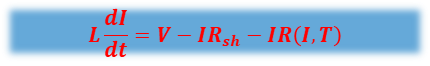 L dI/dt = V − IR_sh − IR(I,T)